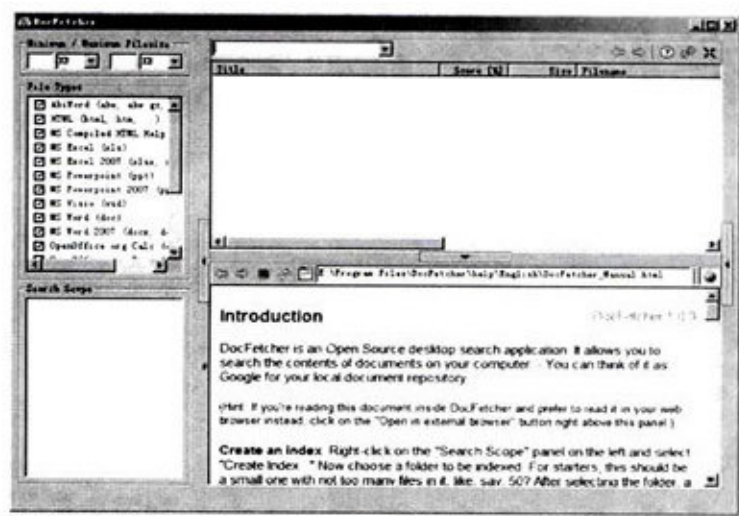 DocFetcher
Minimum / Maximum Filesize
File Types
AbiWord (abw, abw gz,
HTML (html, htm,    )
MS Compiled HTML Help
MS Excel (xls)
MS Excel 2007 (xlsx,
MS Powerpoint (ppt)
MS Powerpoint 2007 (pp
MS Visio (vsd)
MS Word (doc)
MS Word 2007 (docx, d
OpenOffice org Calc
Search Scope
Title Score [%] Size Filename
\Program Files\DocFetcher\help\English\DocFetcher_Manual html
Introduction
DocFetcher is an Open Source desktop search application  It allows you to
search the contents of documents on your computer  - You can think of it as
Google for your local document repository
(Hint  If you're reading this document inside DocFetcher and prefer to read it in your web
browser instead, click on the "Open in external browser" button right above this panel )
Create an index  Right-click on the "Search Scope" panel on the left and select
"Create Index  " Now choose a folder to be indexed  For starters, this should be
a small one with not too many files in it, like, say, 50? After selecting the folder, a